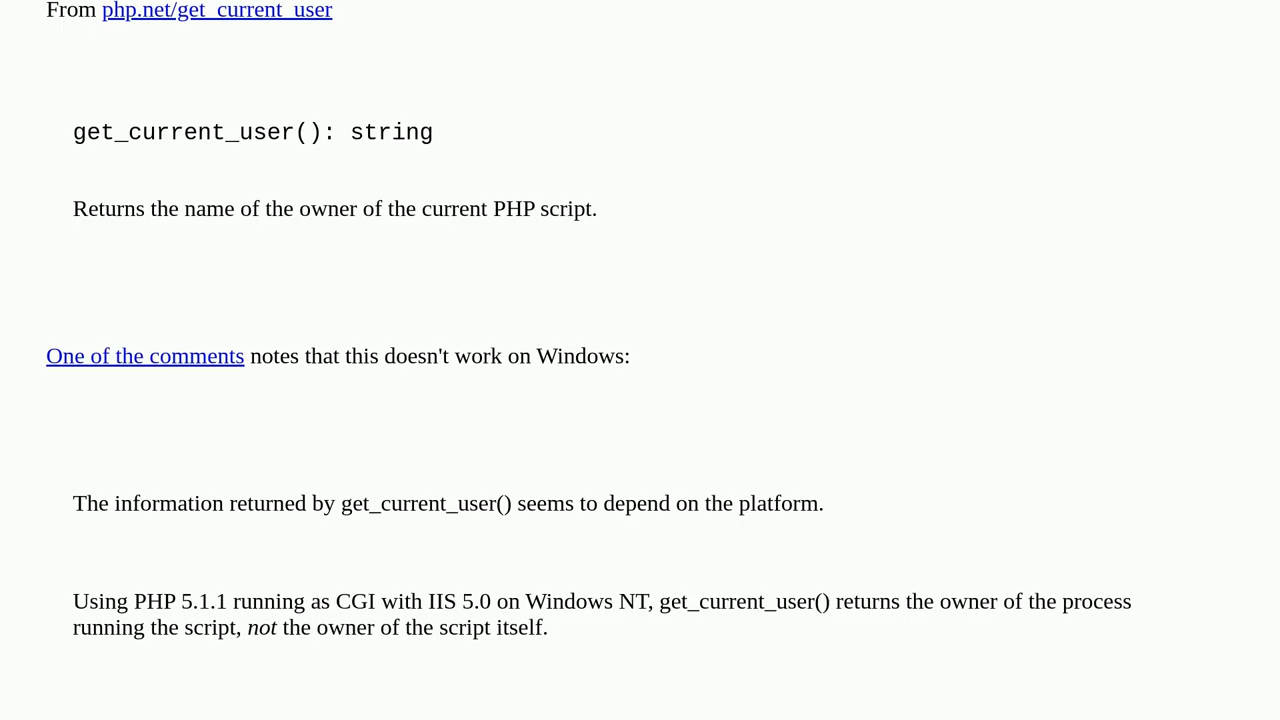 From php.net/get_current_user
get_current_user(): string
Returns the name of the owner of the current PHP script.
One of the comments notes that this doesn't work on Windows:
The information returned by get_current_user() seems to depend on the platform.
Using PHP 5.1.1 running as CGI with IIS 5.0 on Windows NT, get_current_user() returns the owner of the process
running the script, not the owner of the script itself.